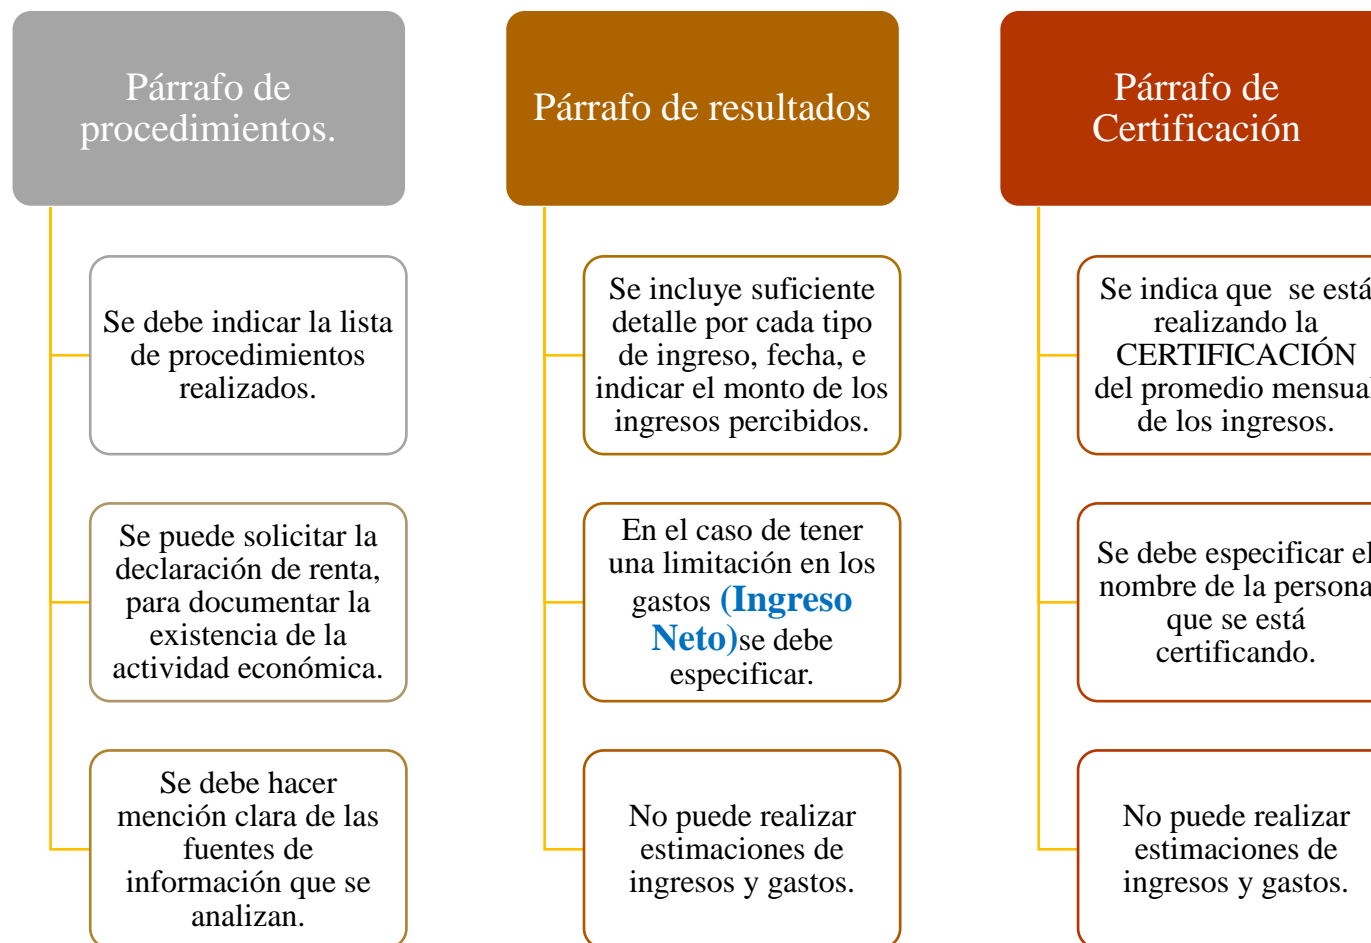 Párrafo de
procedimientos.
Se debe indicar la lista
de procedimientos
realizados.
Se puede solicitar la
declaración de renta,
para documentar la
existencia de la
actividad económica.
Se debe hacer
mención clara de las
fuentes de
información que se
analizan.
Párrafo de resultados
Se incluye suficiente
detalle por cada tipo
de ingreso, fecha, e
indicar el monto de los
ingresos percibidos.
En el caso de tener
una limitación en los
gastos (Ingreso
Neto)se debe
especificar.
No puede realizar
estimaciones de
ingresos y gastos.
Párrafo de
Certificación
Se indica que  se está
realizando la
CERTIFICACIÓN
del promedio mensual
de los ingresos.
Se debe especificar el
nombre de la persona
que se está
certificando.
No puede realizar
estimaciones de
ingresos y gastos.